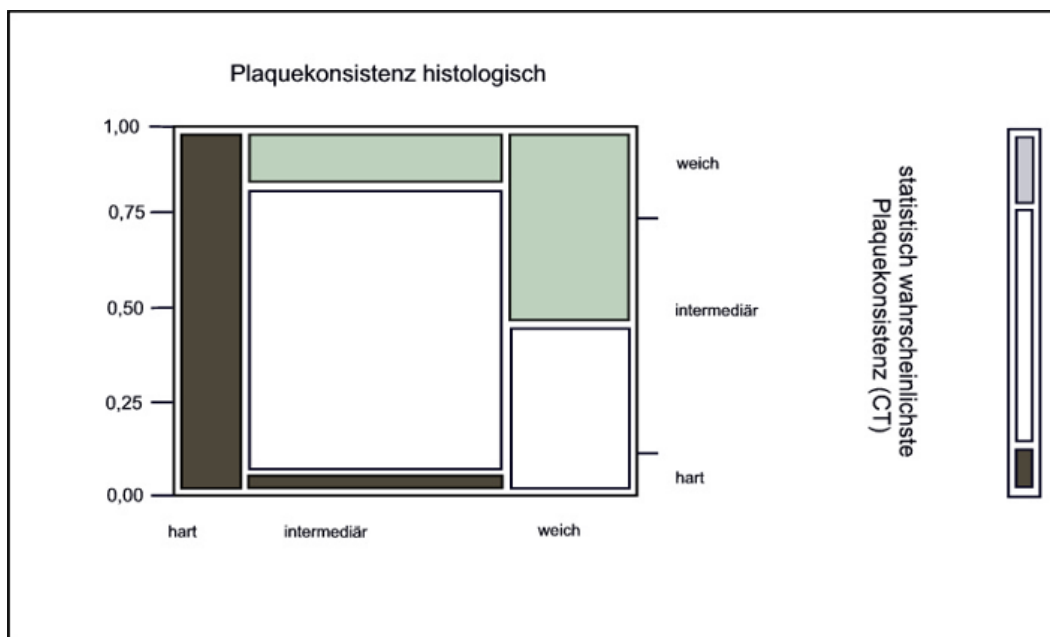 Plaquekonsistenz histologisch
1,00
0,75
0,50
0,25
0,00
hart
intermediär
weich
weich
intermediär
hart
statistisch wahrscheinlichste
Plaquekonsistenz (CT)